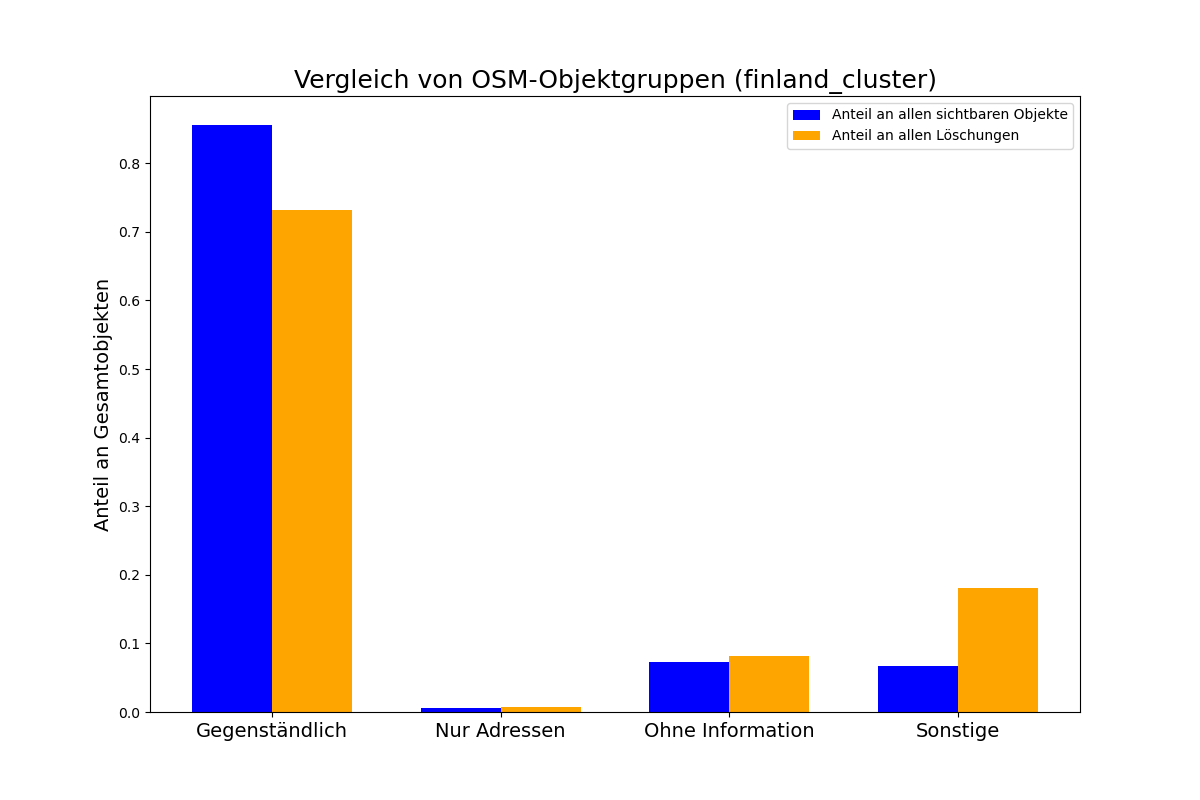 Vergleich von OSM-Objektgruppen (finland_cluster)
Anteil an allen sichtbaren Objekte
Anteil an allen Löschungen
Anteil an Gesamtobjekten
0.8
0.7
0.6
0.5
0.4
0.3
0.2
0.1
0.0
Gegenständlich
Nur Adressen
Ohne Information
Sonstige